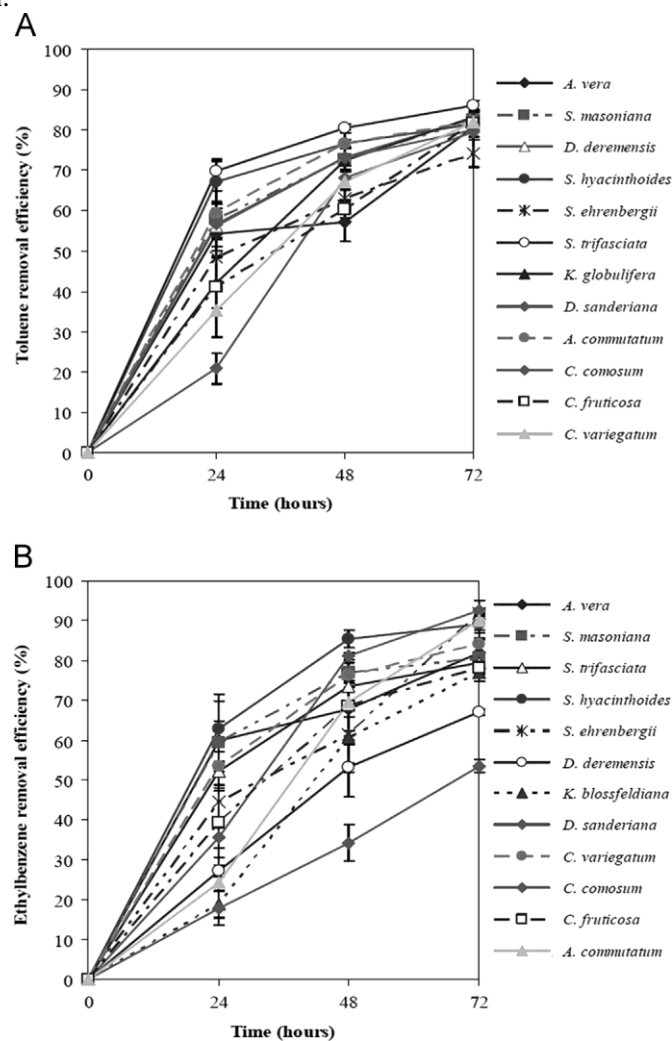 A
Toluene removal efficiency (%)
100
90
80
70
60
50
40
30
20
10
0
0 24 48 72
Time (hours)
A. vera
S. masoniana
D. deremensis
S. hyacinthoides
S. ehrenbergii
S. trifasciata
K. globulifera
D. sanderiana
A. commutatum
C. comosum
C. fruticosa
C. variegatum
B
Ethylbenzene removal efficiency (%)
100
90
80
70
60
50
40
30
20
10
0
0 24 48 72
Time (hours)
A. vera
S. masoniana
S. trifasciata
S. hyacinthoides
S. ehrenbergii
D. deremensis
K. blossfeldiana
D. sanderiana
C. variegatum
C. comosum
C. fruticosa
A. commutatum